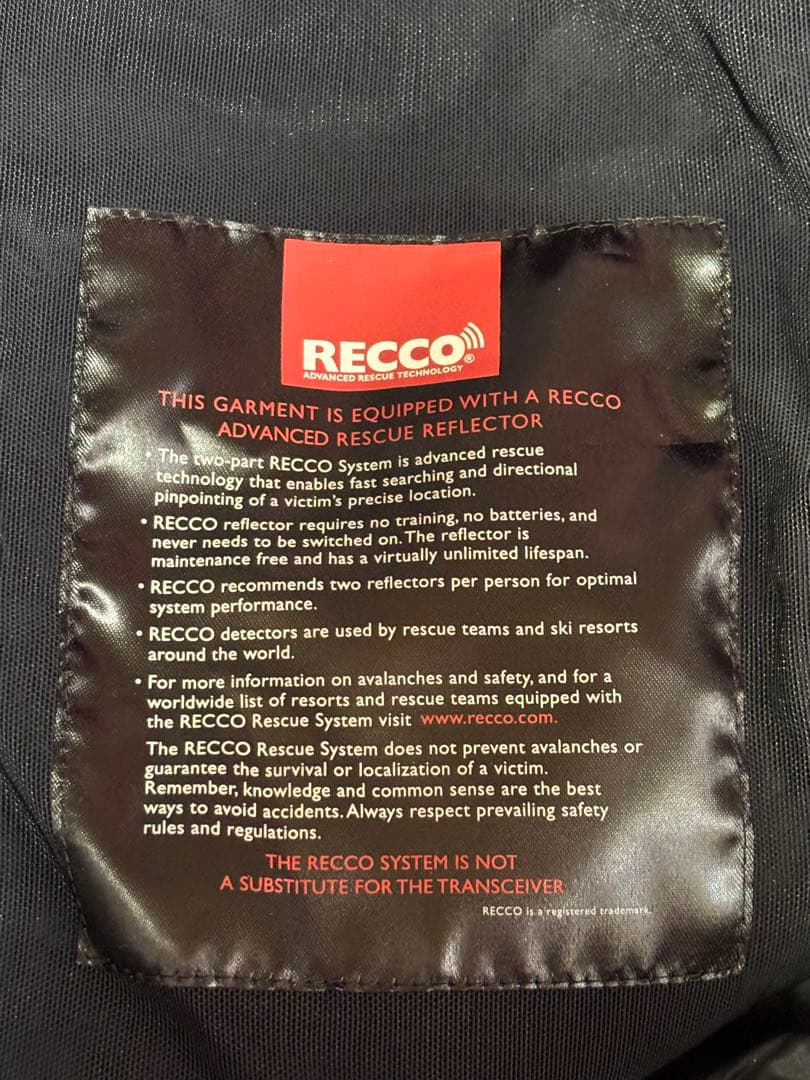 RECCO®
ADVANCED RESCUE TECHNOLOGY
THIS GARMENT IS EQUIPPED WITH A RECCO
ADVANCED RESCUE REFLECTOR
• The two-part RECCO System is advanced rescue
technology that enables fast searching and directional
pinpointing of a victim's precise location.
• RECCO reflector requires no training, no batteries, and
never needs to be switched on. The reflector is
maintenance free and has a virtually unlimited lifespan.
• RECCO recommends two reflectors per person for optimal
system performance.
• RECCO detectors are used by rescue teams and ski resorts
around the world.
• For more information on avalanches and safety, and for a
worldwide list of resorts and rescue teams equipped with
the RECCO Rescue System visit www.recco.com.
The RECCO Rescue System does not prevent avalanches or
guarantee the survival or localization of a victim.
Remember, knowledge and common sense are the best
ways to avoid accidents. Always respect prevailing safety
rules and regulations.
THE RECCO SYSTEM IS NOT
A SUBSTITUTE FOR THE TRANSCEIVER
RECCO is a registered trademark.